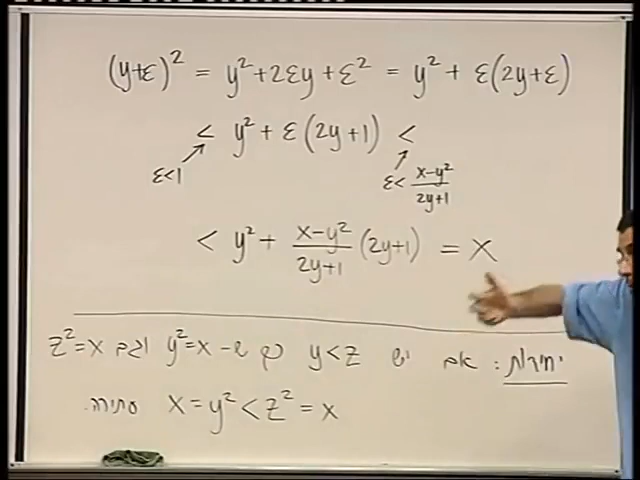 (y+ε)² = y²+2εy+ε² = y² + ε(2y+ε)
< y² + ε(2y+1) <
ε<1
ε< (x-y²)/(2y+1)
< y² + (x-y²)/(2y+1) (2y+1) = x
יחידות: אם יש y<z כך ש- y²=x וגם z²=x
x = y² < z² = x סתירה.